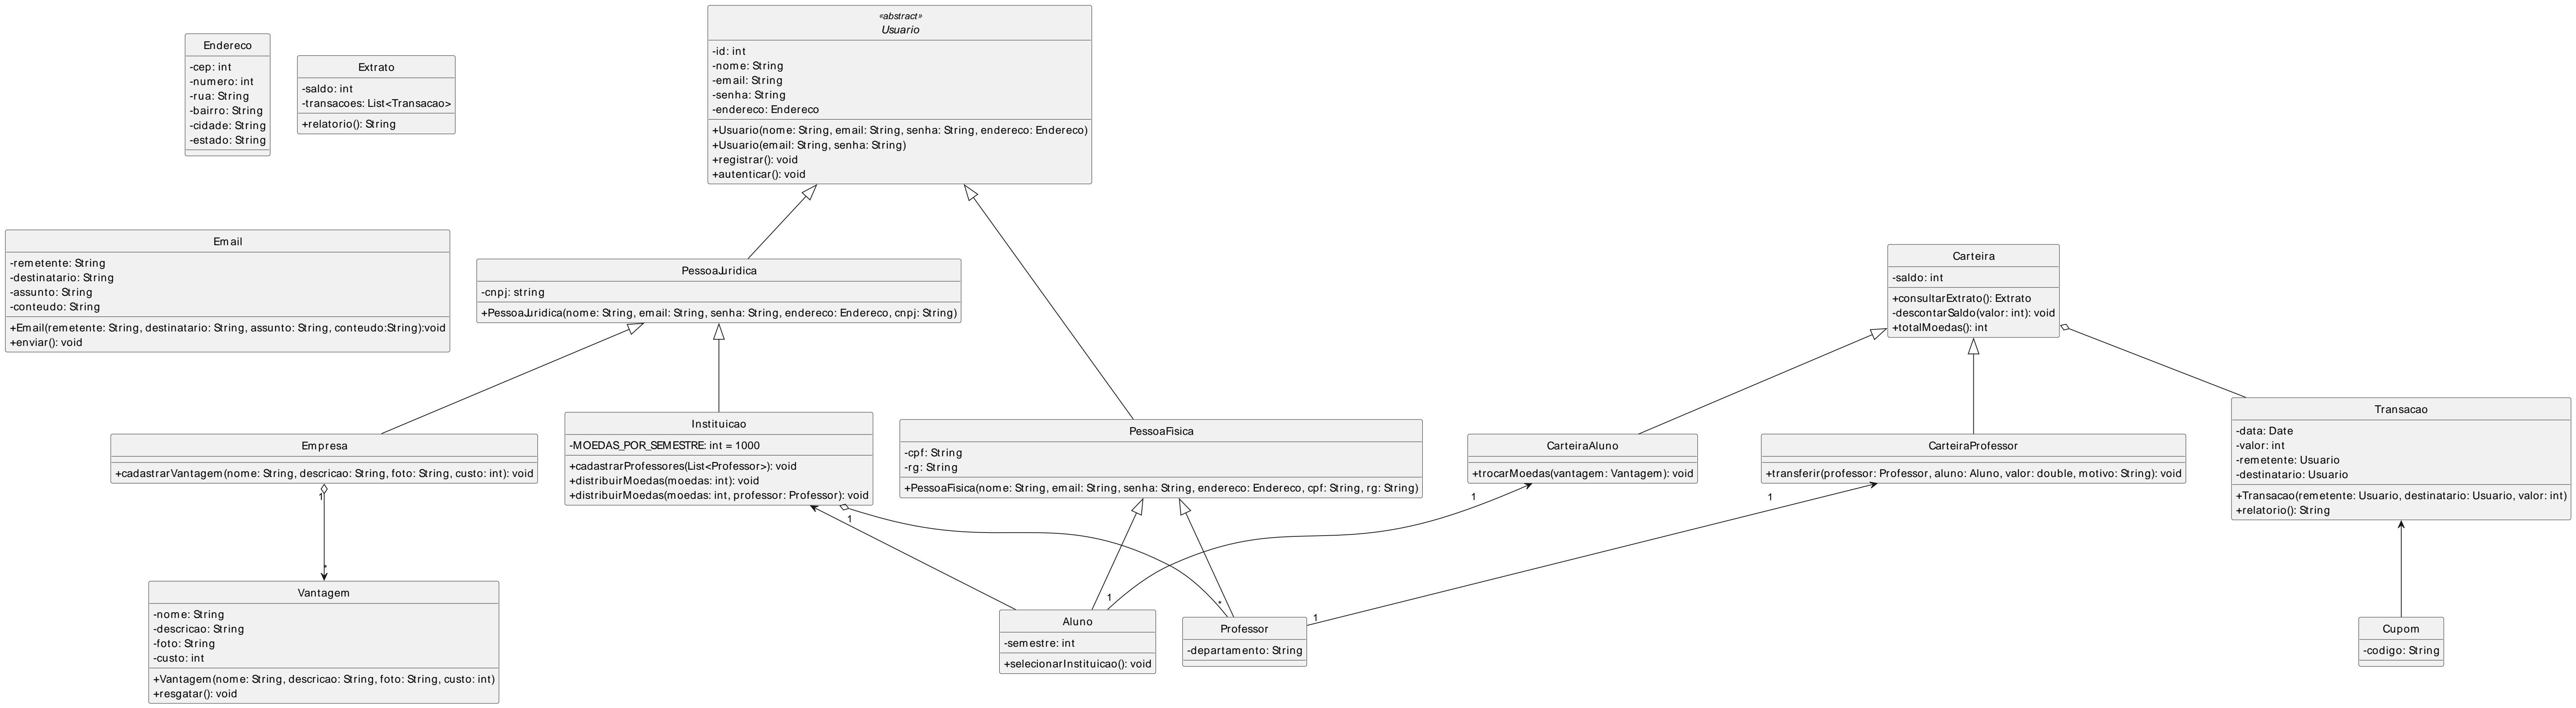 Endereco
-cep: int
-numero: int
-rua: String
-bairro: String
-cidade: String
-estado: String
Extrato
-saldo: int
-transacoes: List<Transacao>
+relatorio(): String
«abstract»
Usuario
-id: int
-nome: String
-email: String
-senha: String
-endereco: Endereco
+Usuario(nome: String, email: String, senha: String, endereco: Endereco)
+Usuario(email: String, senha: String)
+registrar(): void
+autenticar(): void
Email
-remetente: String
-destinatario: String
-assunto: String
-conteudo: String
+Email(remetente: String, destinatario: String, assunto: String, conteudo:String):void
+enviar(): void
PessoaJuridica
-cnpj: string
+PessoaJuridica(nome: String, email: String, senha: String, endereco: Endereco, cnpj: String)
Carteira
-saldo: int
+consultarExtrato(): Extrato
-descontarSaldo(valor: int): void
+totalMoedas(): int
Empresa
+cadastrarVantagem(nome: String, descricao: String, foto: String, custo: int): void
1
*
Instituicao
-MOEDAS_POR_SEMESTRE: int = 1000
+cadastrarProfessores(List<Professor>): void
+distribuirMoedas(moedas: int): void
+distribuirMoedas(moedas: int, professor: Professor): void
1
*
PessoaFisica
-cpf: String
-rg: String
+PessoaFisica(nome: String, email: String, senha: String, endereco: Endereco, cpf: String, rg: String)
CarteiraAluno
+trocarMoedas(vantagem: Vantagem): void
1
1
CarteiraProfessor
+transferir(professor: Professor, aluno: Aluno, valor: double, motivo: String): void
1
1
Transacao
-data: Date
-valor: int
-remetente: Usuario
-destinatario: Usuario
+Transacao(remetente: Usuario, destinatario: Usuario, valor: int)
+relatorio(): String
Vantagem
-nome: String
-descricao: String
-foto: String
-custo: int
+Vantagem(nome: String, descricao: String, foto: String, custo: int)
+resgatar(): void
Aluno
-semestre: int
+selecionarInstituicao(): void
Professor
-departamento: String
Cupom
-codigo: String